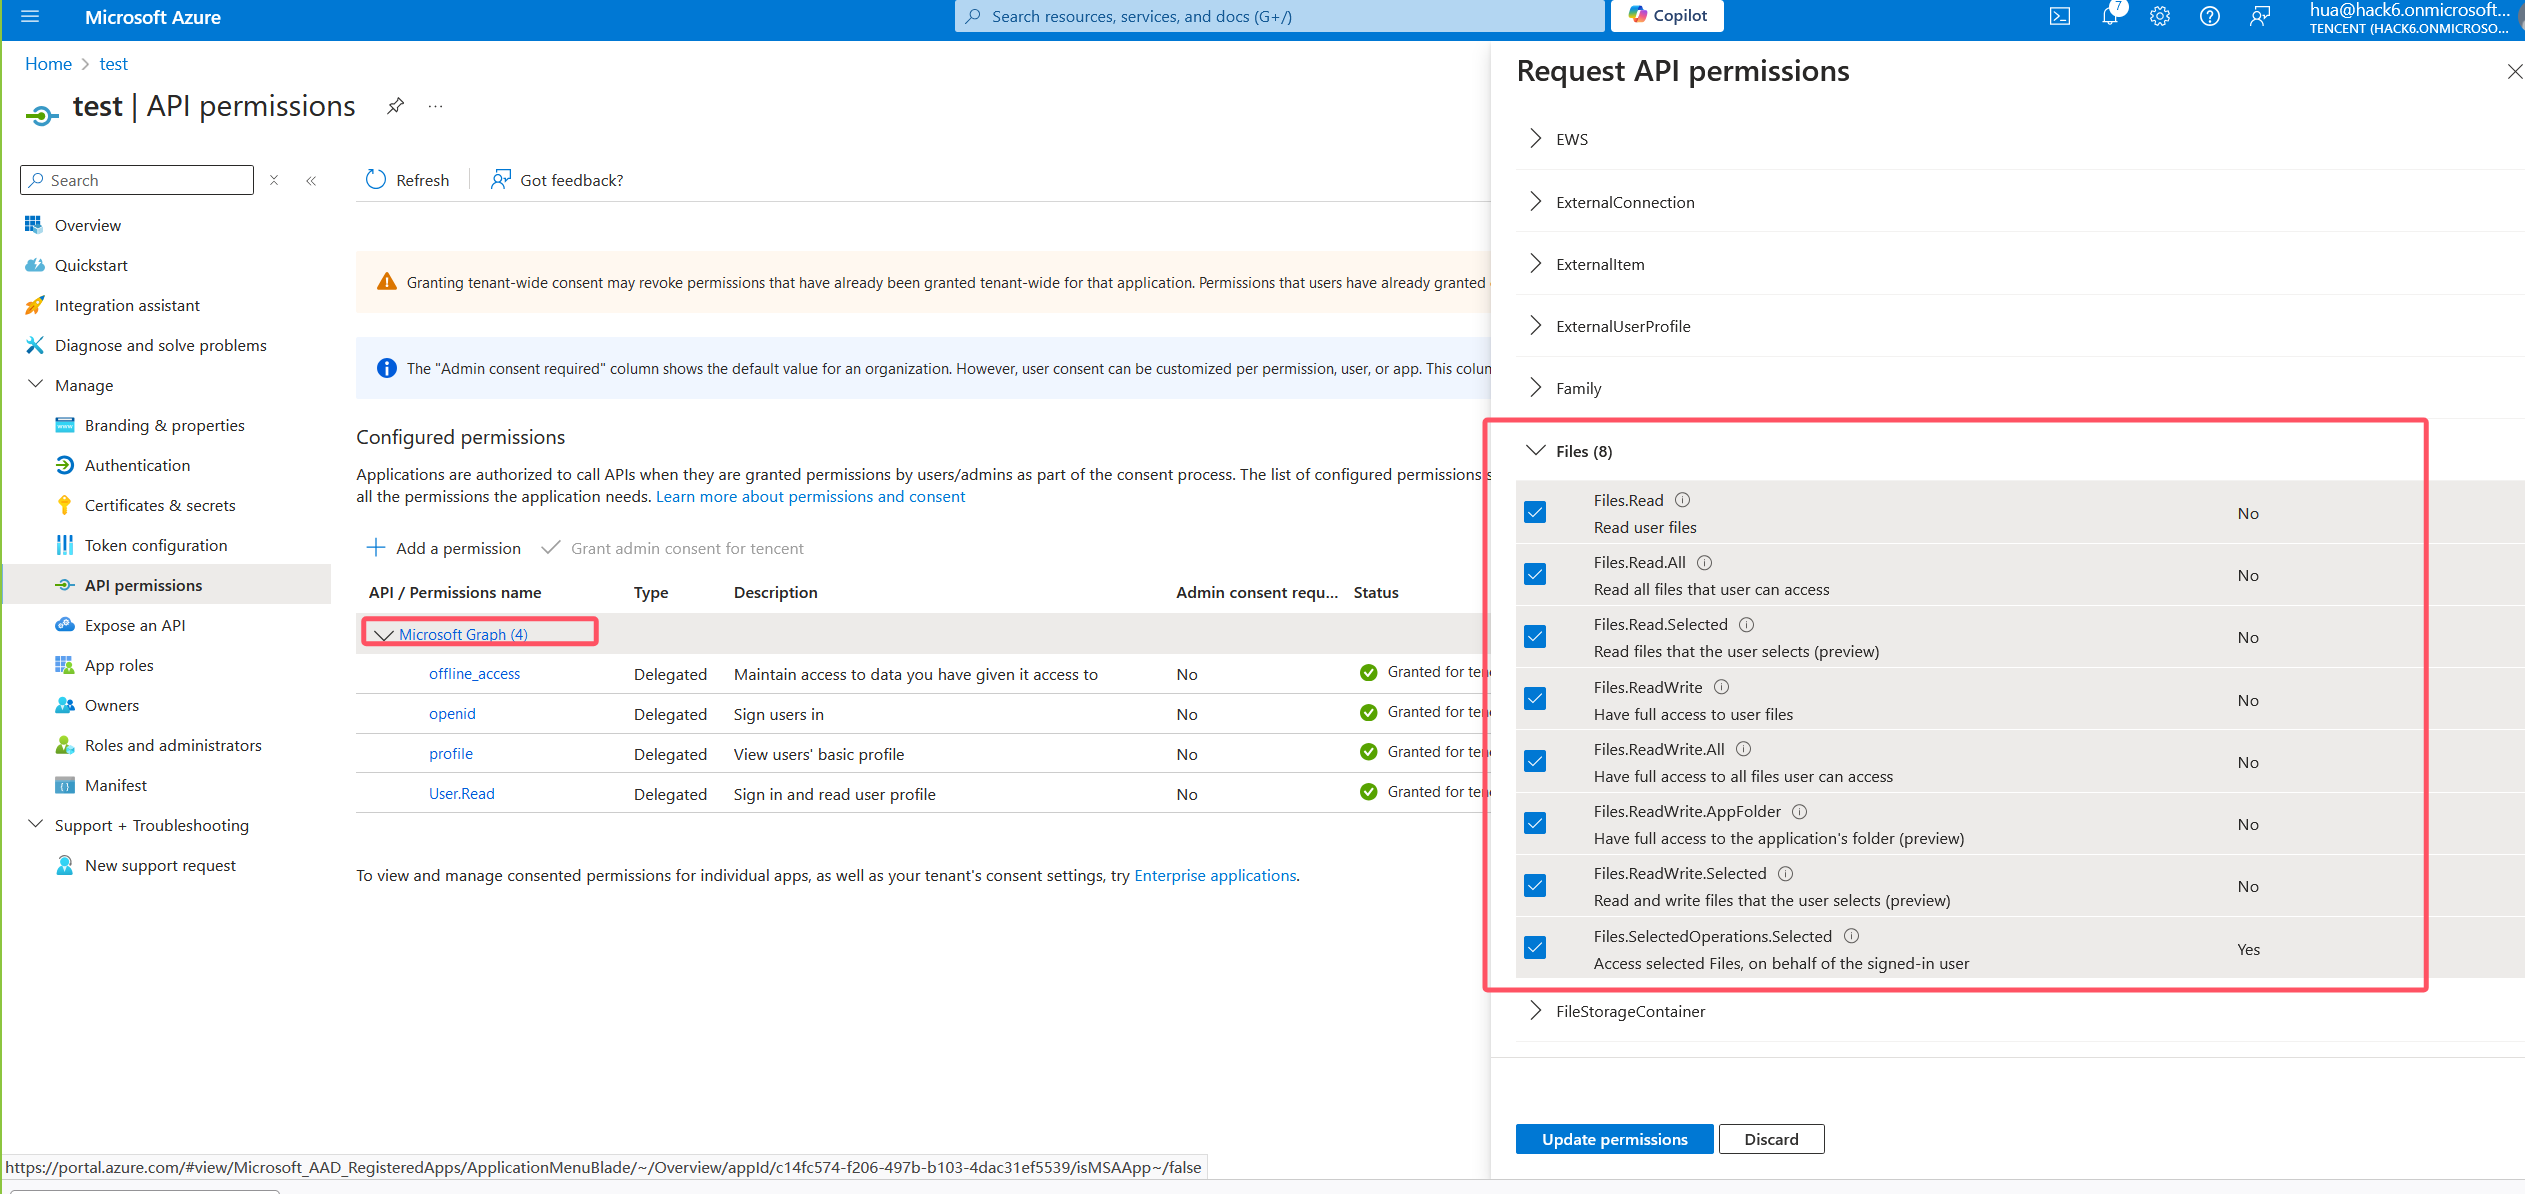 Microsoft Azure
Search resources, services, and docs (G+/)
Copilot
7
hua@hack6.onmicrosoft...
TENCENT (HACK6.ONMICROSO...
Home > test
test | API permissions
...
Search
Refresh
Got feedback?
Overview
Quickstart
Integration assistant
Diagnose and solve problems
Manage
Branding & properties
Authentication
Certificates & secrets
Token configuration
API permissions
Expose an API
App roles
Owners
Roles and administrators
Manifest
Support + Troubleshooting
New support request
Granting tenant-wide consent may revoke permissions that have already been granted tenant-wide for that application. Permissions that users have already granted
The "Admin consent required" column shows the default value for an organization. However, user consent can be customized per permission, user, or app. This colum
Configured permissions
Applications are authorized to call APIs when they are granted permissions by users/admins as part of the consent process. The list of configured permissions s
all the permissions the application needs. Learn more about permissions and consent
Add a permission
Grant admin consent for tencent
API / Permissions name Type Description Admin consent requ... Status
Microsoft Graph (4)
offline_access Delegated Maintain access to data you have given it access to No Granted for ten
openid Delegated Sign users in No Granted for ten
profile Delegated View users' basic profile No Granted for ten
User.Read Delegated Sign in and read user profile No Granted for ten
To view and manage consented permissions for individual apps, as well as your tenant's consent settings, try Enterprise applications.
Request API permissions
EWS
ExternalConnection
ExternalItem
ExternalUserProfile
Family
Files (8)
Files.Read
Read user files
No
Files.Read.All
Read all files that user can access
No
Files.Read.Selected
Read files that the user selects (preview)
No
Files.ReadWrite
Have full access to user files
No
Files.ReadWrite.All
Have full access to all files user can access
No
Files.ReadWrite.AppFolder
Have full access to the application's folder (preview)
No
Files.ReadWrite.Selected
Read and write files that the user selects (preview)
No
Files.SelectedOperations.Selected
Access selected Files, on behalf of the signed-in user
Yes
FileStorageContainer
Update permissions
Discard
https://portal.azure.com/#view/Microsoft_AAD_RegisteredApps/ApplicationMenuBlade/~/Overview/appId/c14fc574-f206-497b-b103-4dac31ef5539/isMSAApp~/false